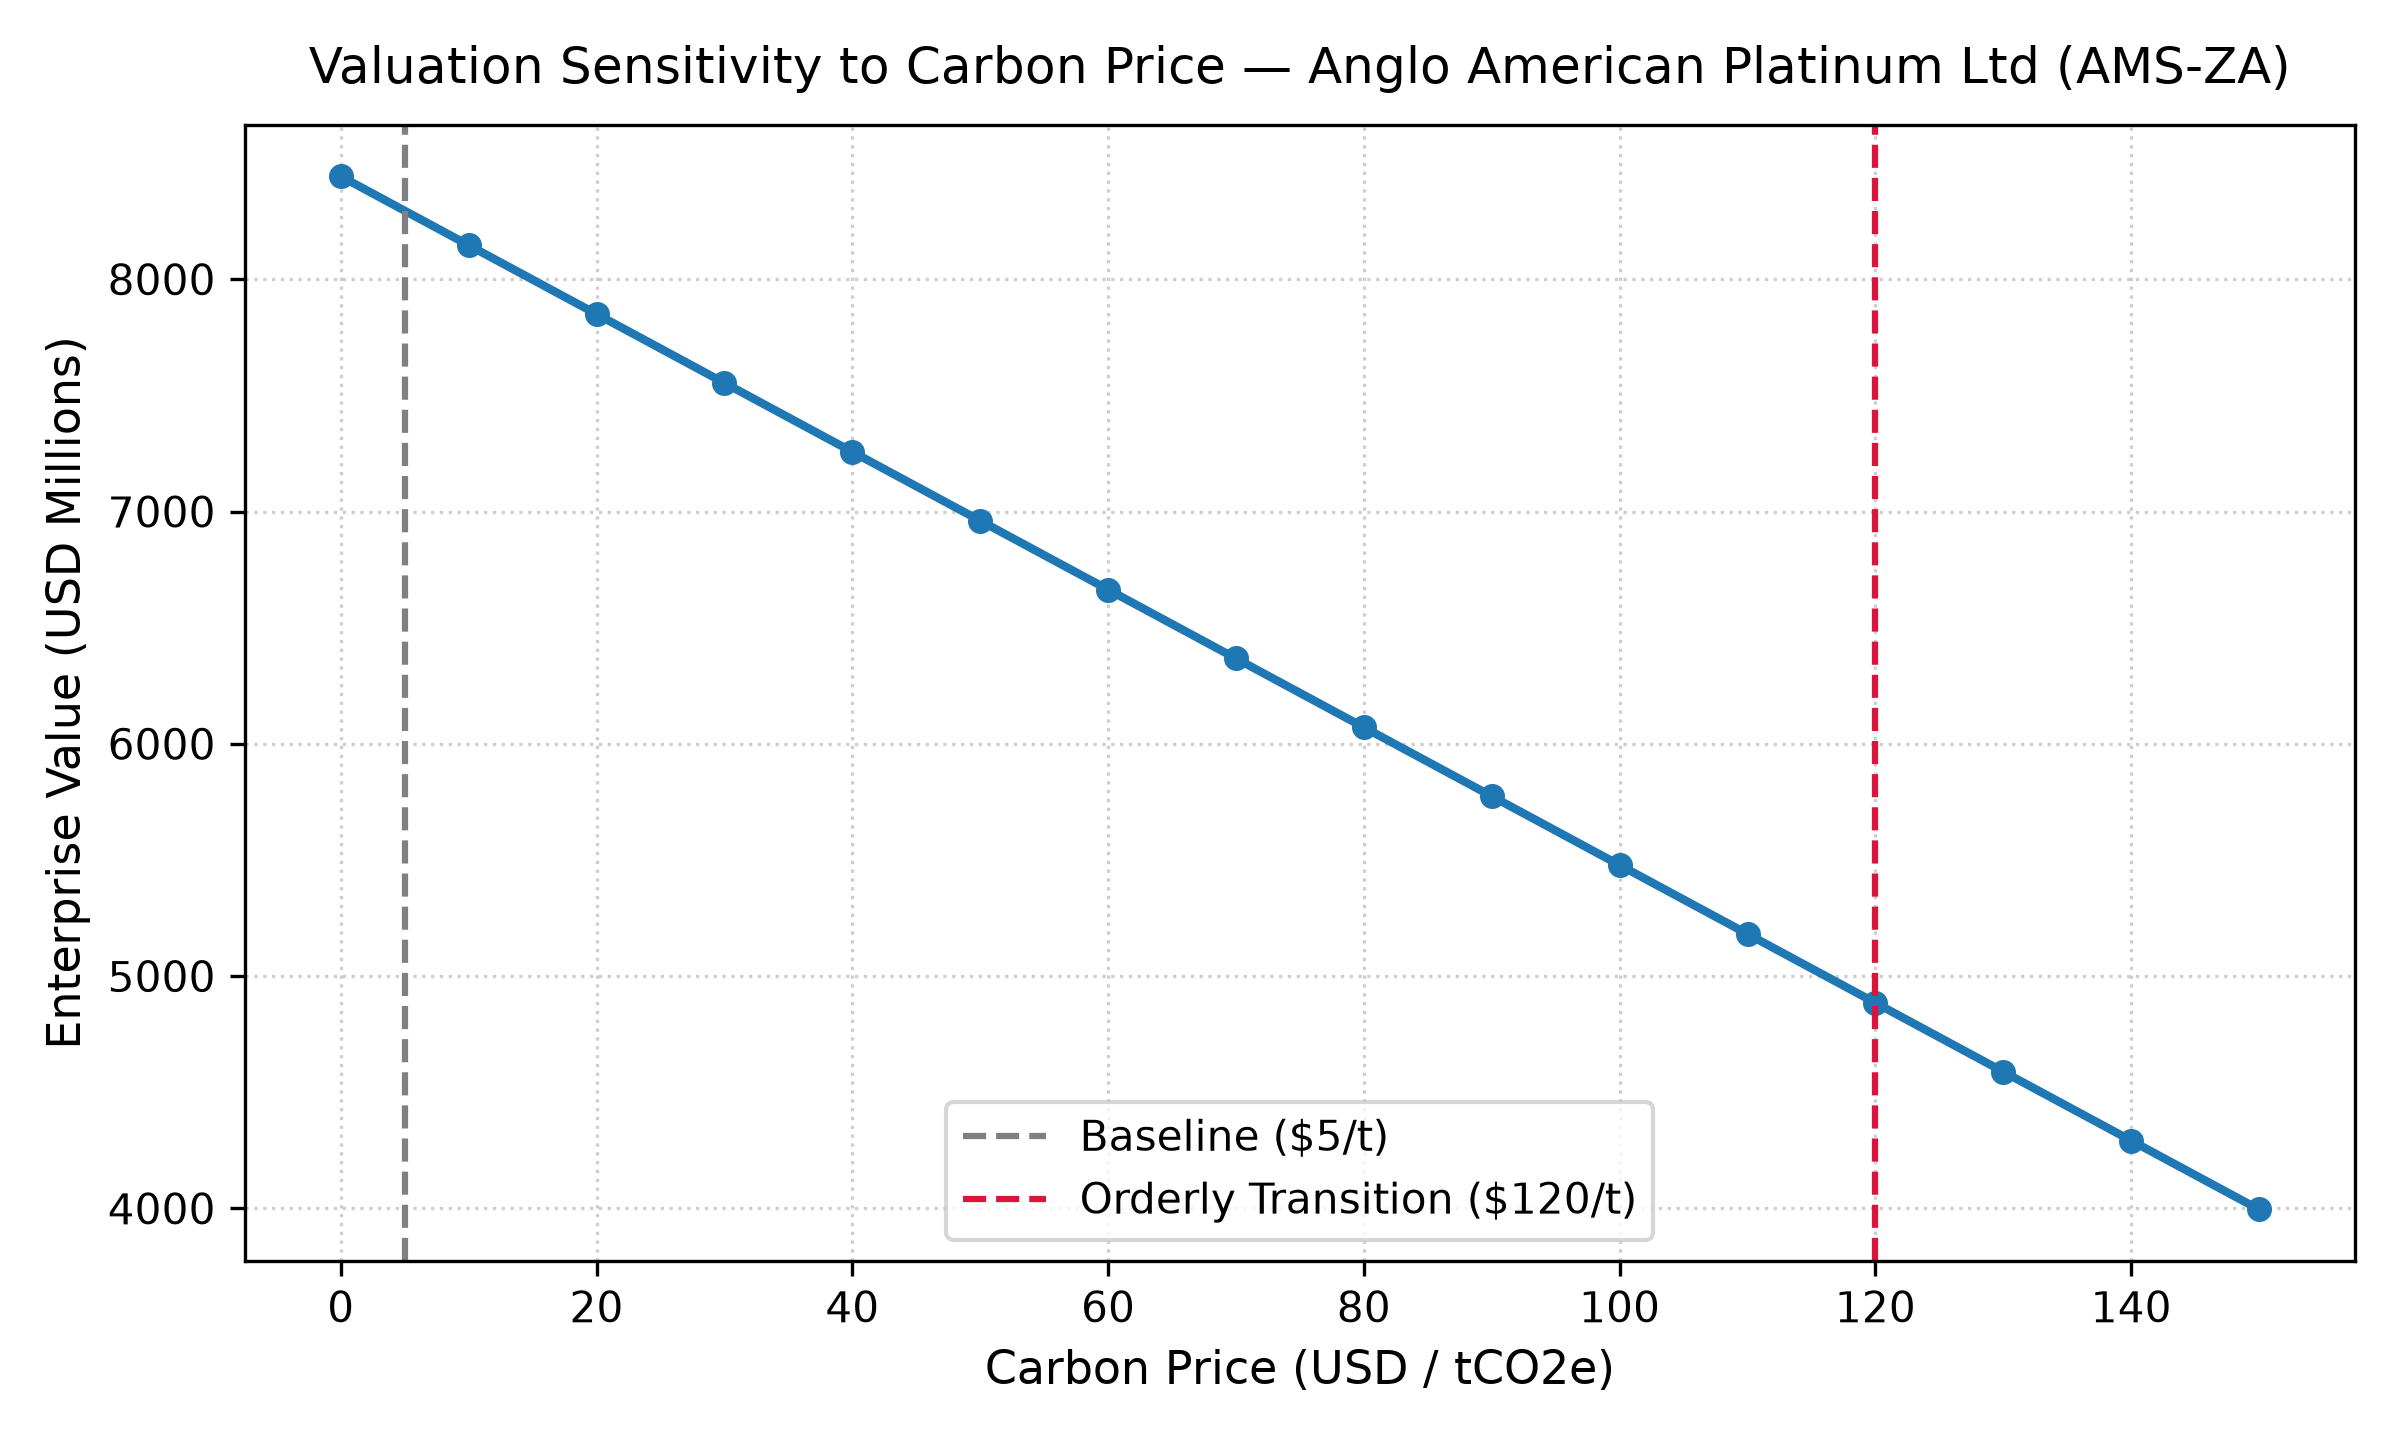 Valuation Sensitivity to Carbon Price — Anglo American Platinum Ltd (AMS-ZA)
Enterprise Value (USD Millions)
8000
7000
6000
5000
4000
Baseline ($5/t)
Orderly Transition ($120/t)
0 20 40 60 80 100 120 140
Carbon Price (USD / tCO2e)